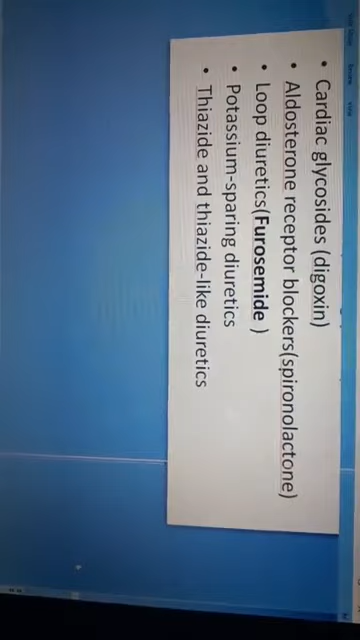 • Cardiac glycosides (digoxin)
• Aldosterone receptor blockers(spironolactone)
• Loop diuretics(Furosemide )
• Potassium-sparing diuretics
• Thiazide and thiazide-like diuretics